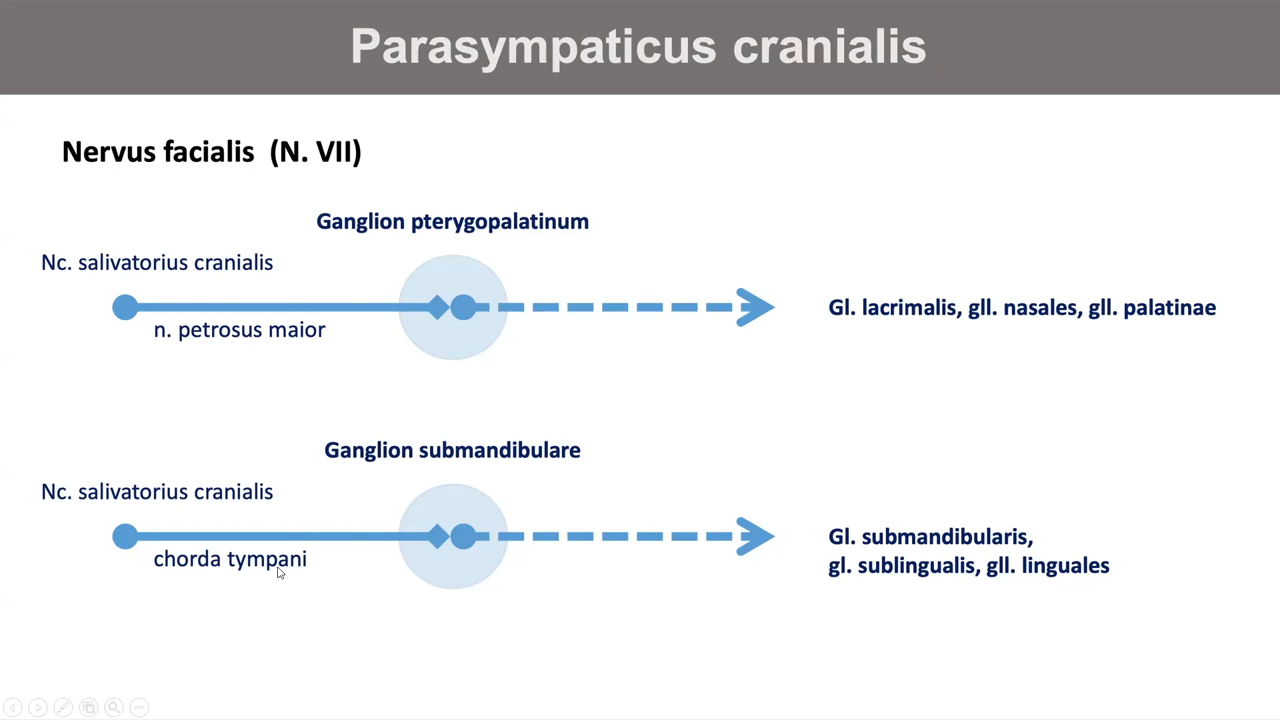 Parasympaticus cranialis
Nervus facialis (N. VII)
Ganglion pterygopalatinum
Nc. salivatorius cranialis
n. petrosus maior
Gl. lacrimalis, gll. nasales, gll. palatinae
Ganglion submandibulare
Nc. salivatorius cranialis
chorda tympani
Gl. submandibularis,
gl. sublingualis, gll. linguales